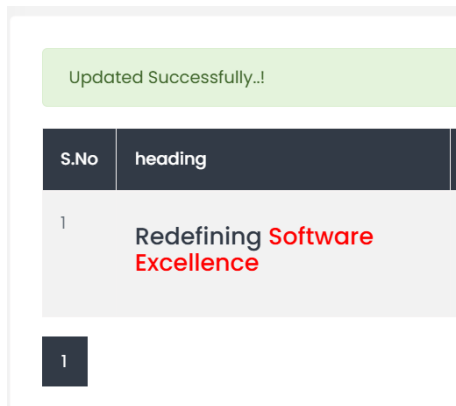 Updated Successfully..!
S.No heading
1
Redefining Software
Excellence
1